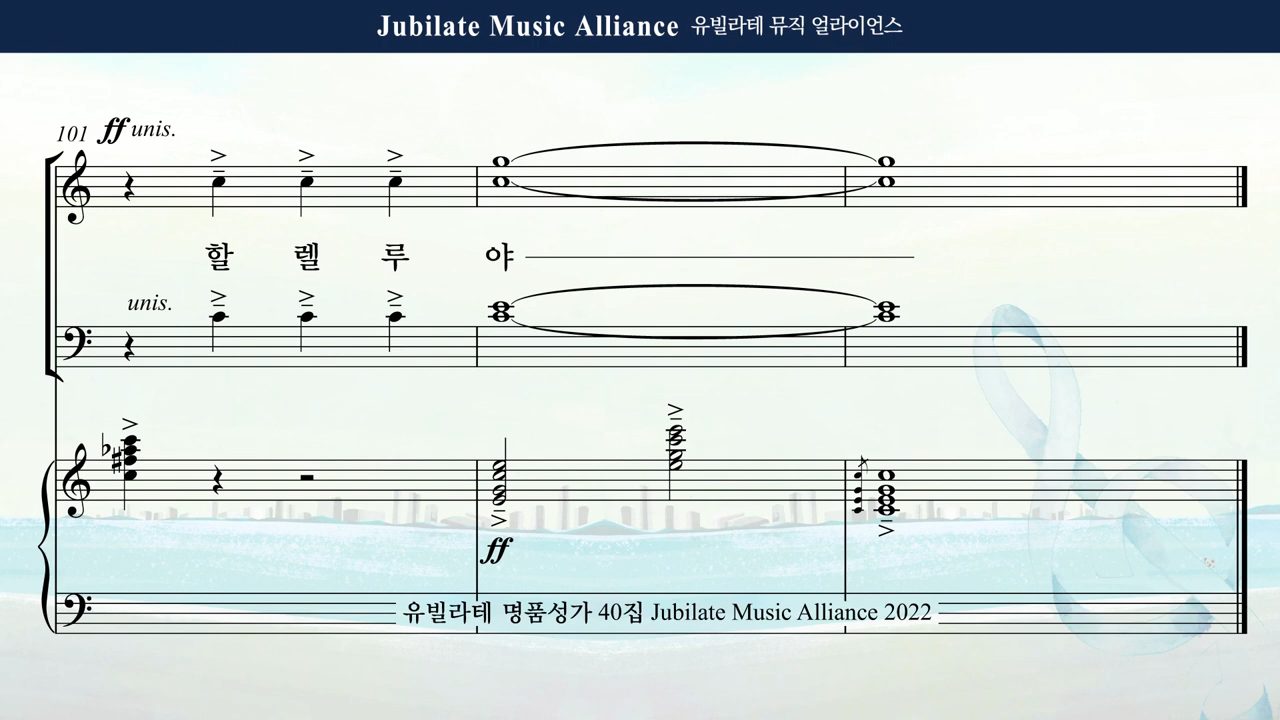 Jubilate Music Alliance 유빌라테 뮤직 얼라이언스
101 ff unis.
할 렐 루 야
unis.
ff
유빌라테 명품성가 40집 Jubilate Music Alliance 2022